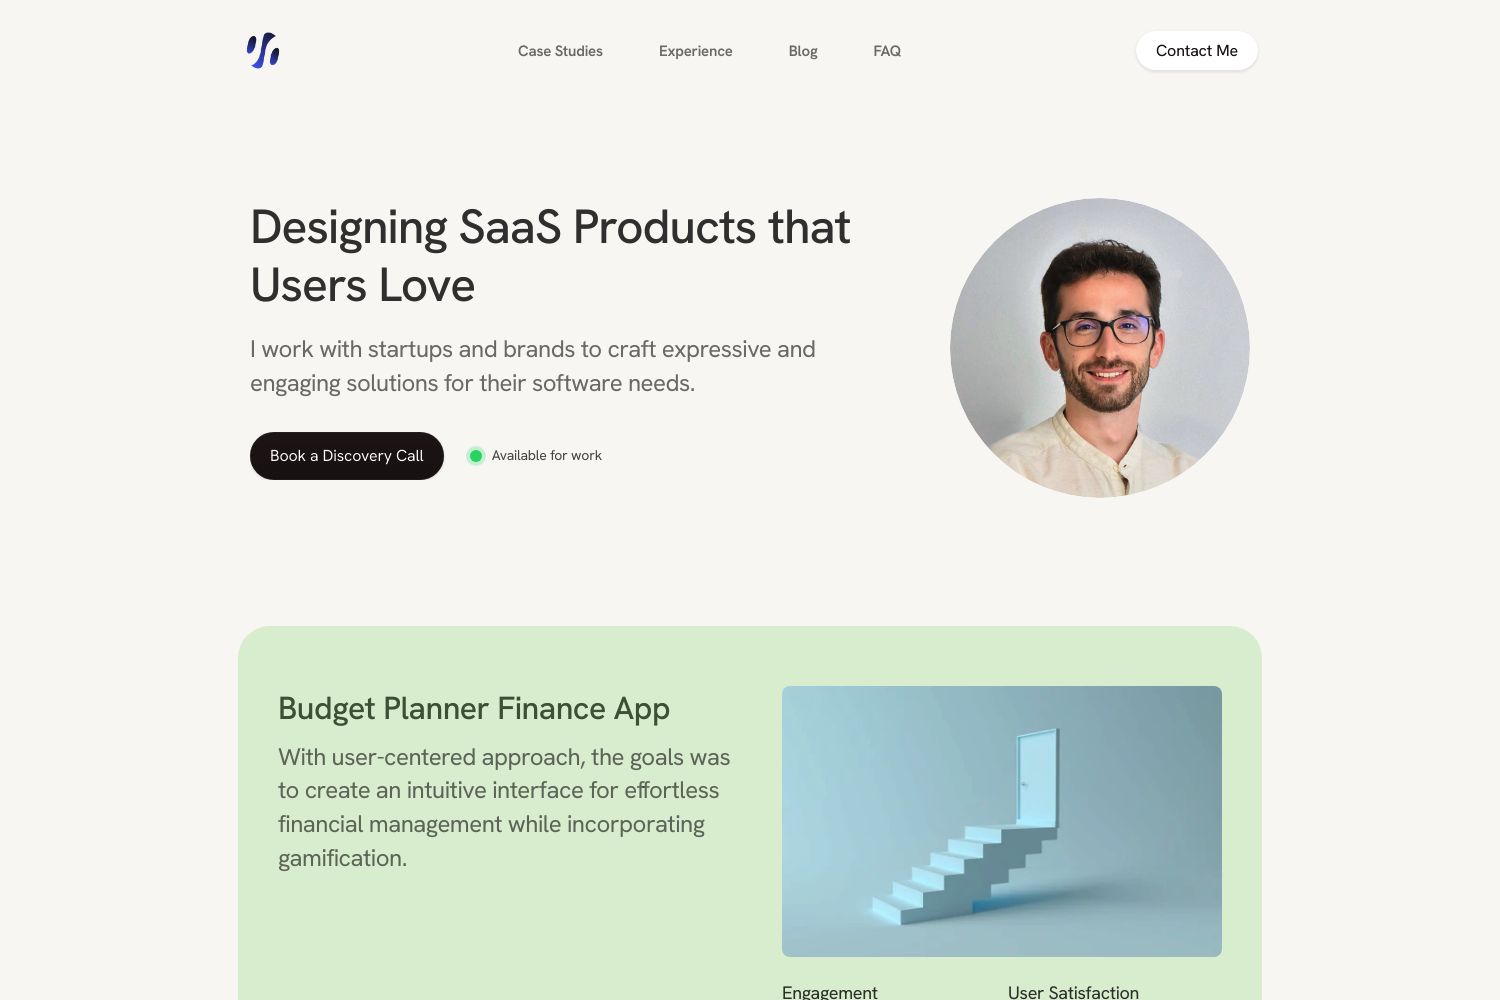 Case Studies
Experience
Blog
FAQ
Contact Me
Designing SaaS Products that
Users Love
I work with startups and brands to craft expressive and
engaging solutions for their software needs.
Book a Discovery Call
Available for work
Budget Planner Finance App
With user-centered approach, the goals was
to create an intuitive interface for effortless
financial management while incorporating
gamification.
Engagement
User Satisfaction